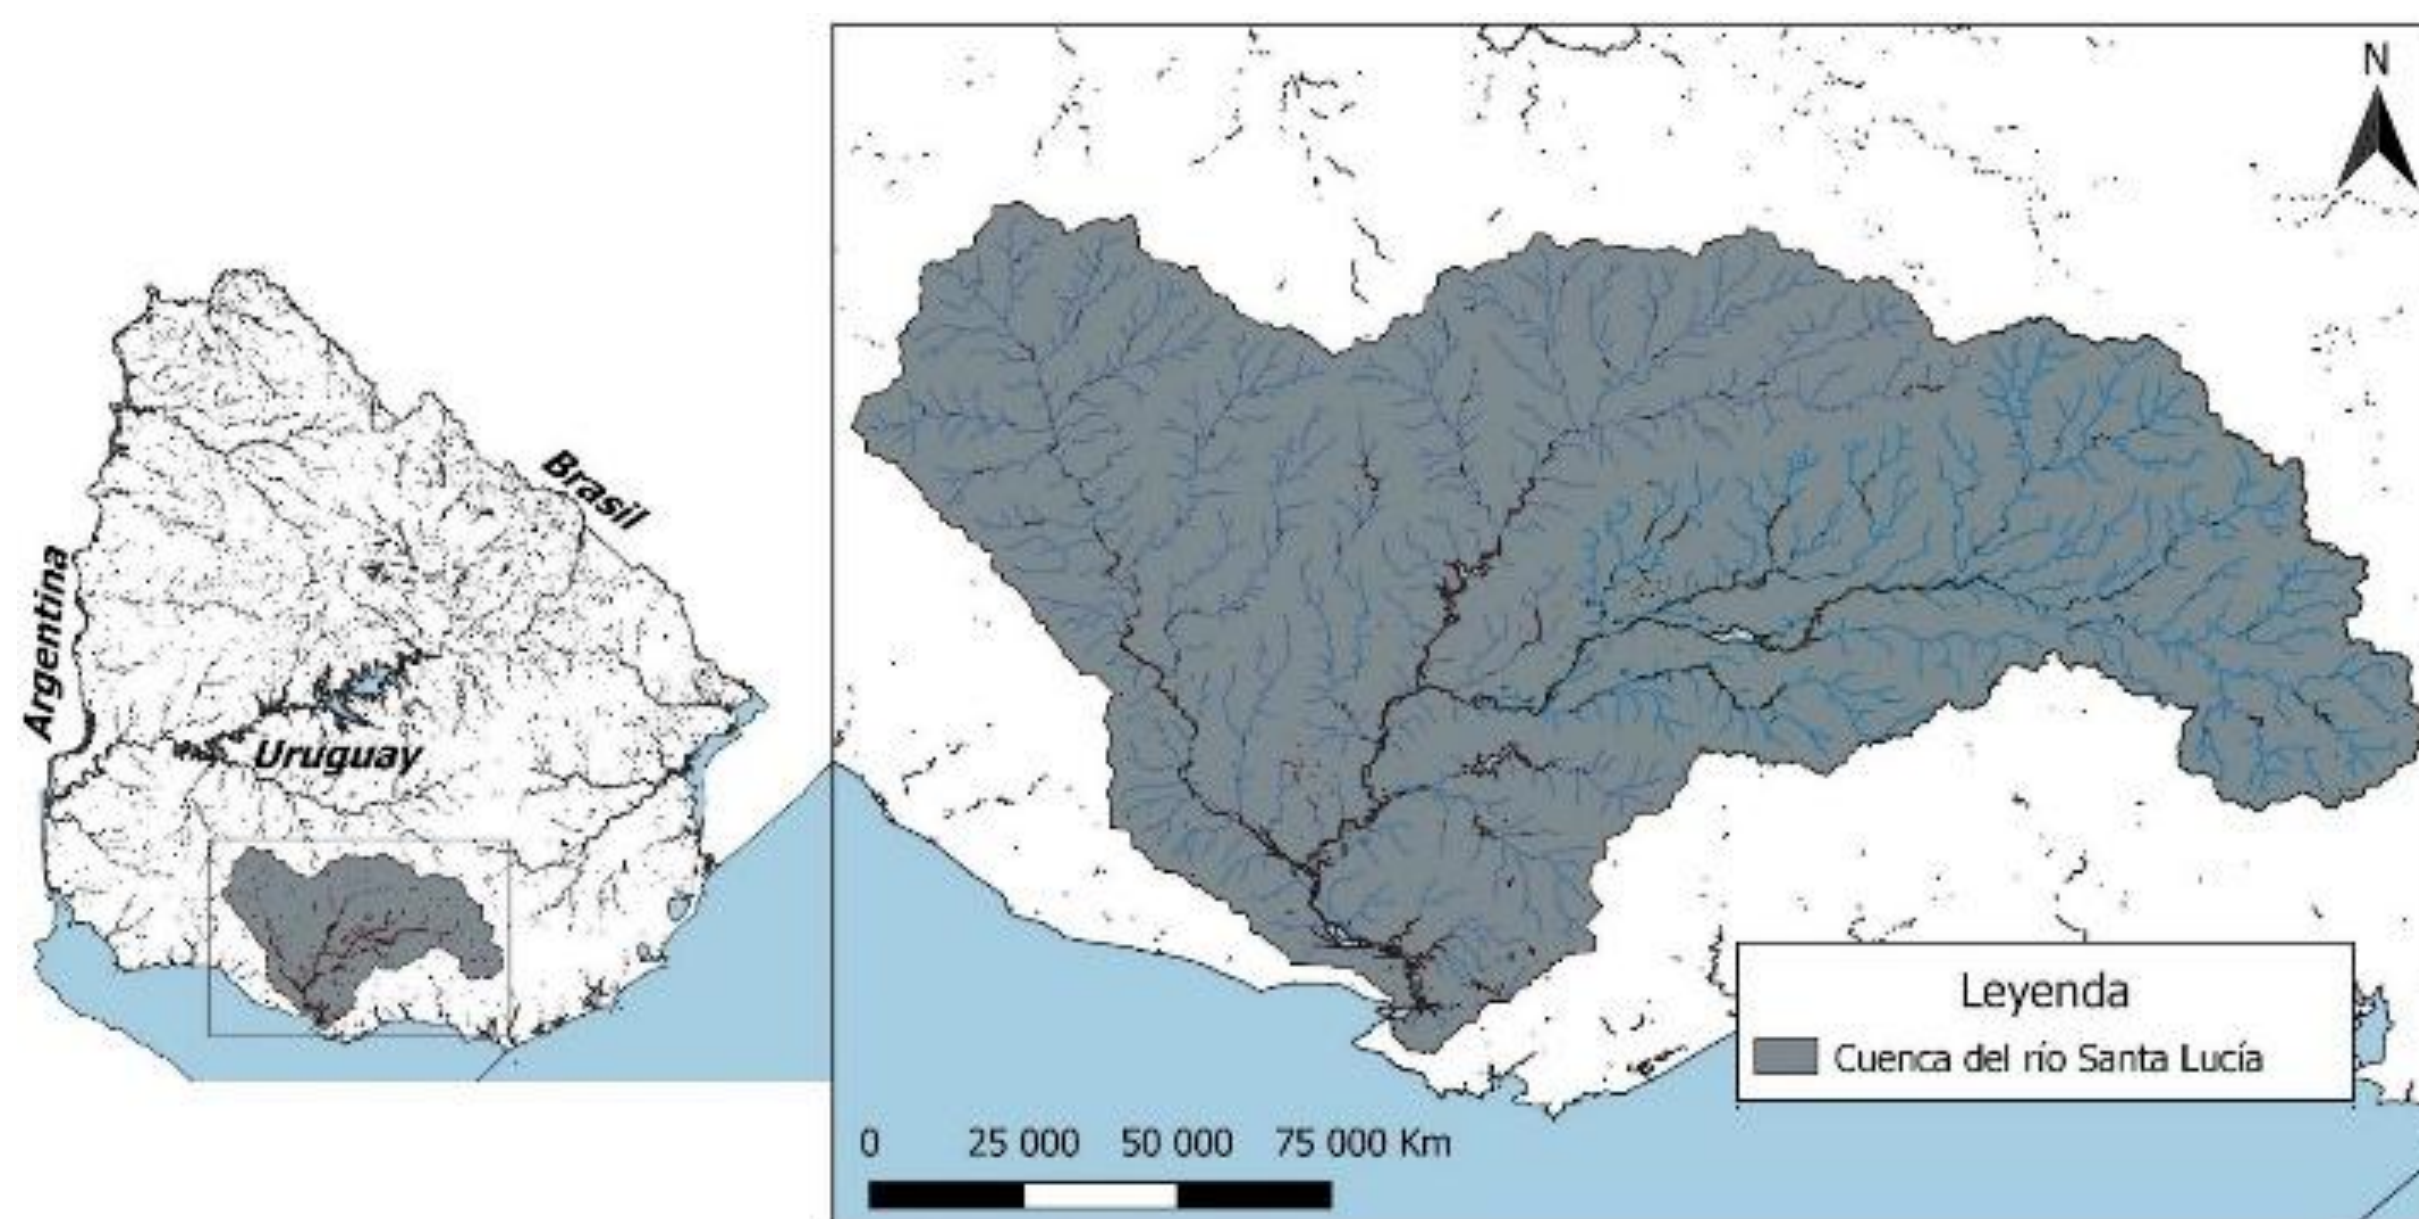 Argentina
Brasil
Uruguay
N
Leyenda
Cuenca del río Santa Lucía
0 25 000 50 000 75 000 Km